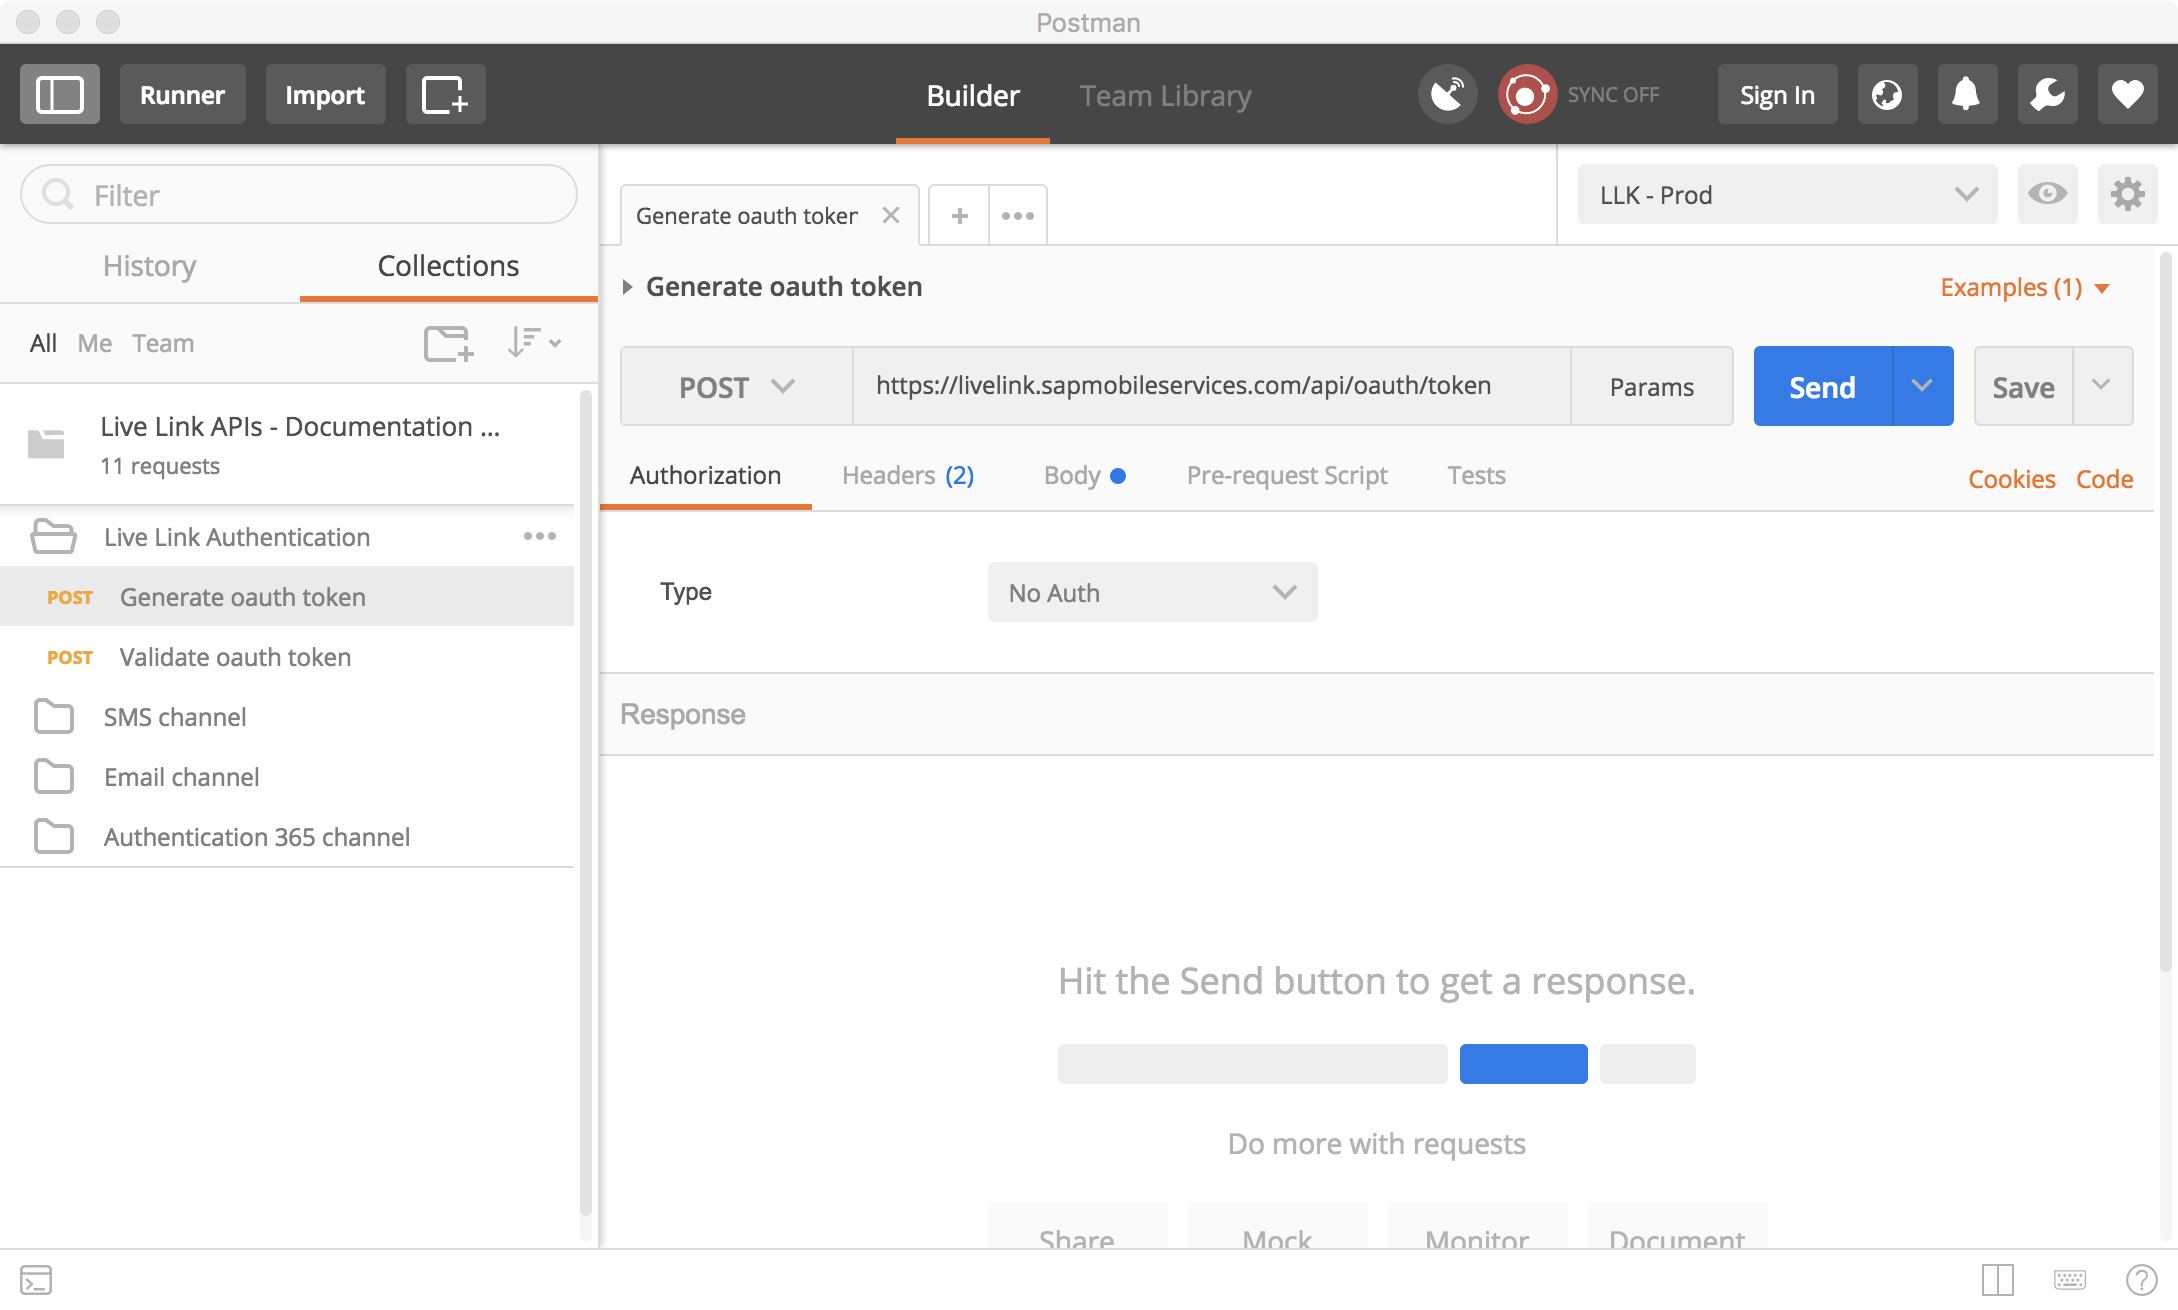 Postman
Runner
Import
Builder
Team Library
SYNC OFF
Sign In
Filter
History
Collections
All Me Team
Live Link APIs - Documentation ...
11 requests
Live Link Authentication
POST Generate oauth token
POST Validate oauth token
SMS channel
Email channel
Authentication 365 channel
Generate oauth token
LLK - Prod
Generate oauth token
Examples (1)
POST
https://livelink.sapmobileservices.com/api/oauth/token
Params
Send
Save
Authorization
Headers (2)
Body
Pre-request Script
Tests
Cookies
Code
Type
No Auth
Response
Hit the Send button to get a response.
Do more with requests
Share
Mock
Monitor
Document